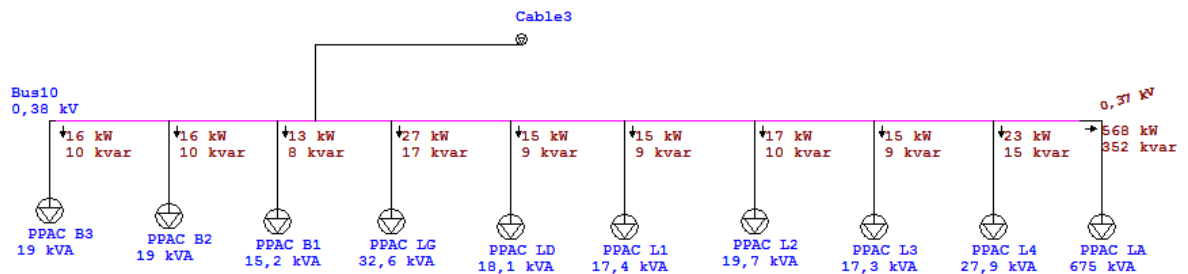 Cable3
Bus10
0,38 kV
0,37 kV
16 kW
10 kvar
16 kW
10 kvar
13 kW
8 kvar
27 kW
17 kvar
15 kW
9 kvar
15 kW
9 kvar
17 kW
10 kvar
15 kW
9 kvar
23 kW
15 kvar
568 kW
352 kvar
PPAC B3
19 kVA
PPAC B2
19 kVA
PPAC B1
15,2 kVA
PPAC LG
32,6 kVA
PPAC LD
18,1 kVA
PPAC L1
17,4 kVA
PPAC L2
19,7 kVA
PPAC L3
17,3 kVA
PPAC L4
27,9 kVA
PPAC LA
675 kVA